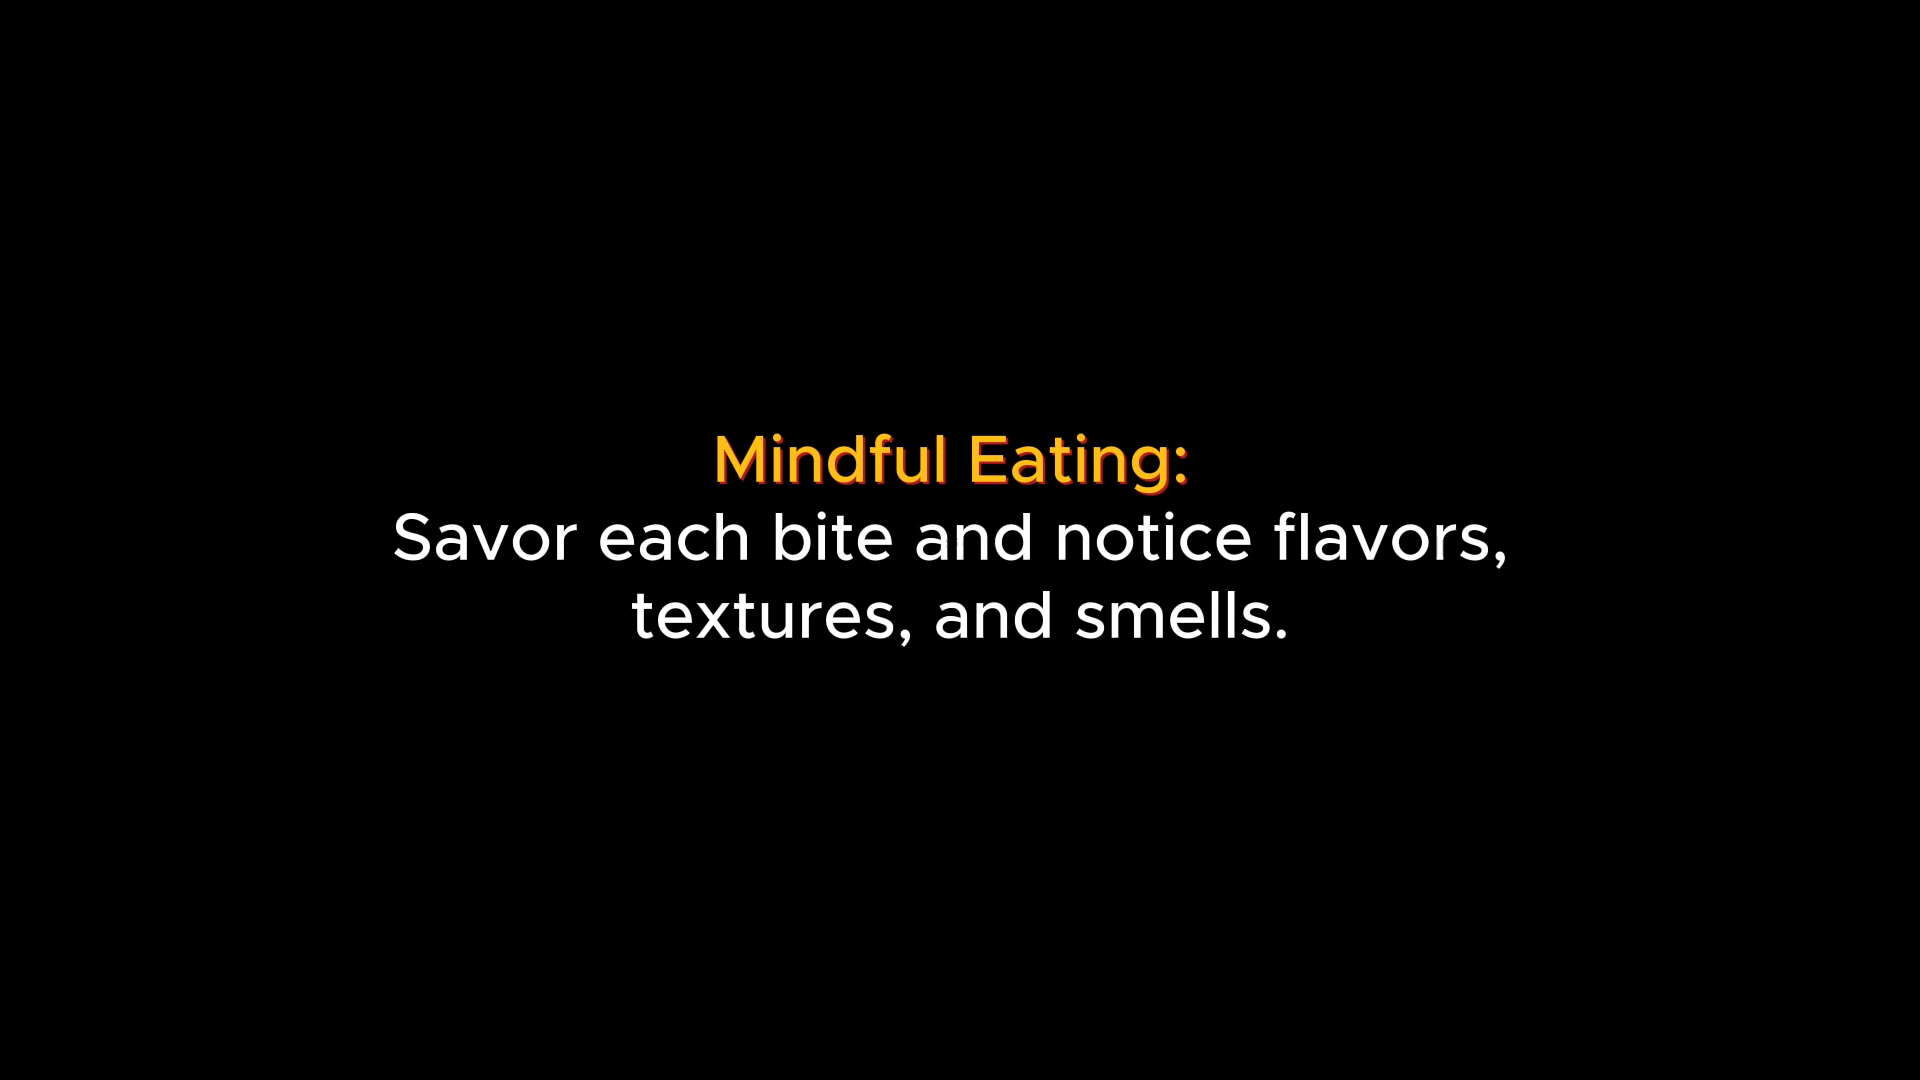 Mindful Eating:
Savor each bite and notice flavors,
textures, and smells.